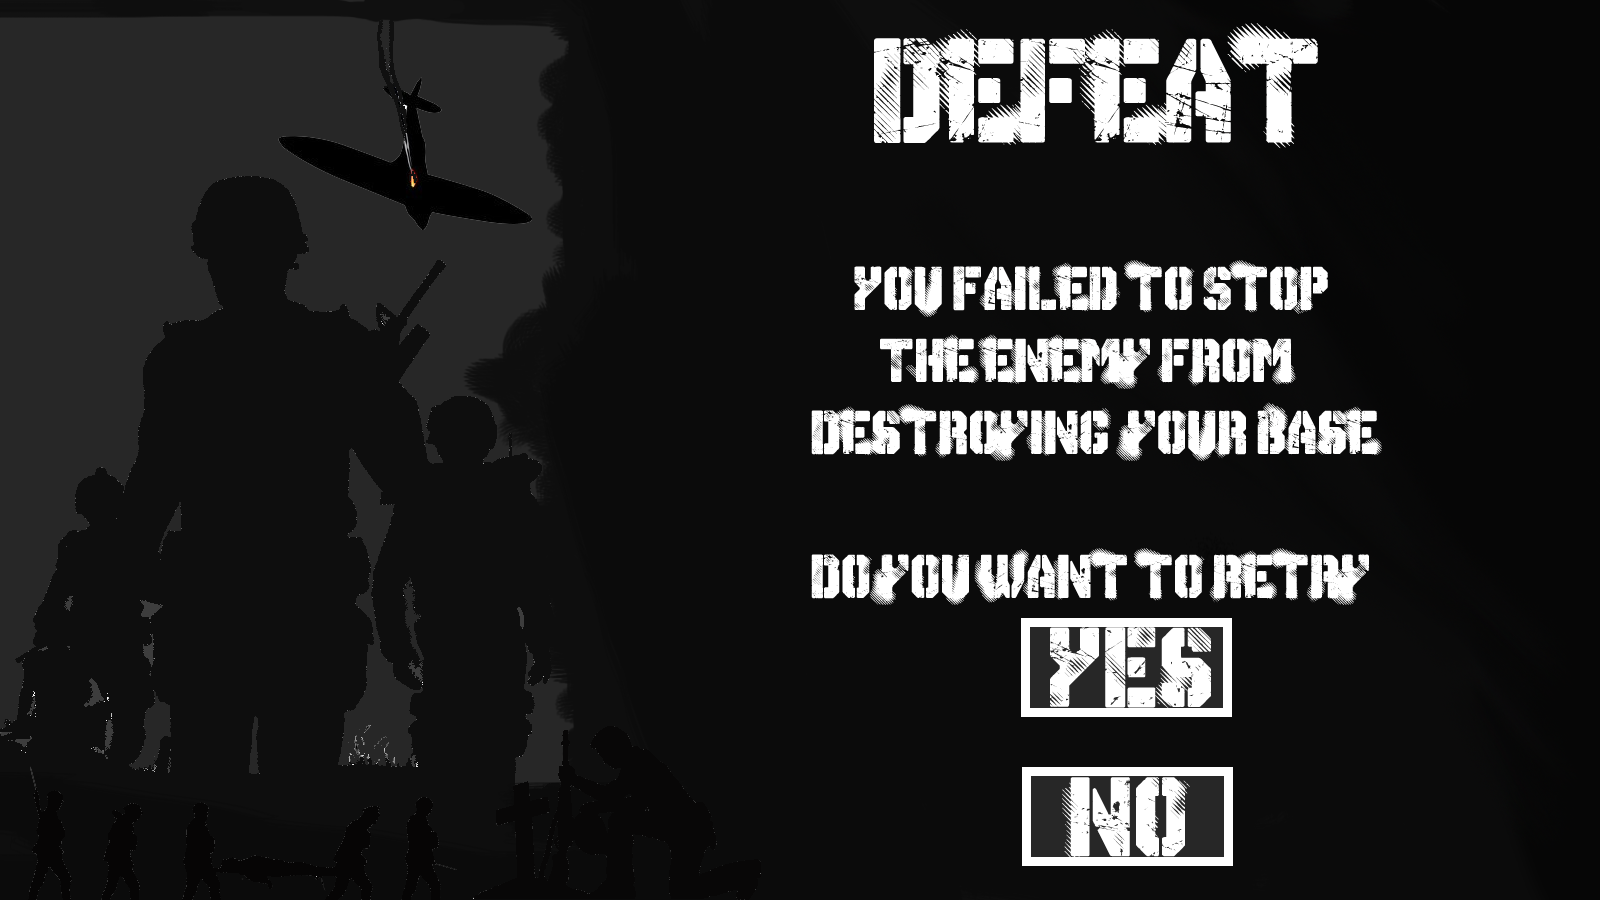 DEFEAT
YOU FAILED TO STOP
THE ENEMY FROM
DESTROYING YOUR BASE
DO YOU WANT TO RETRY
YES
NO